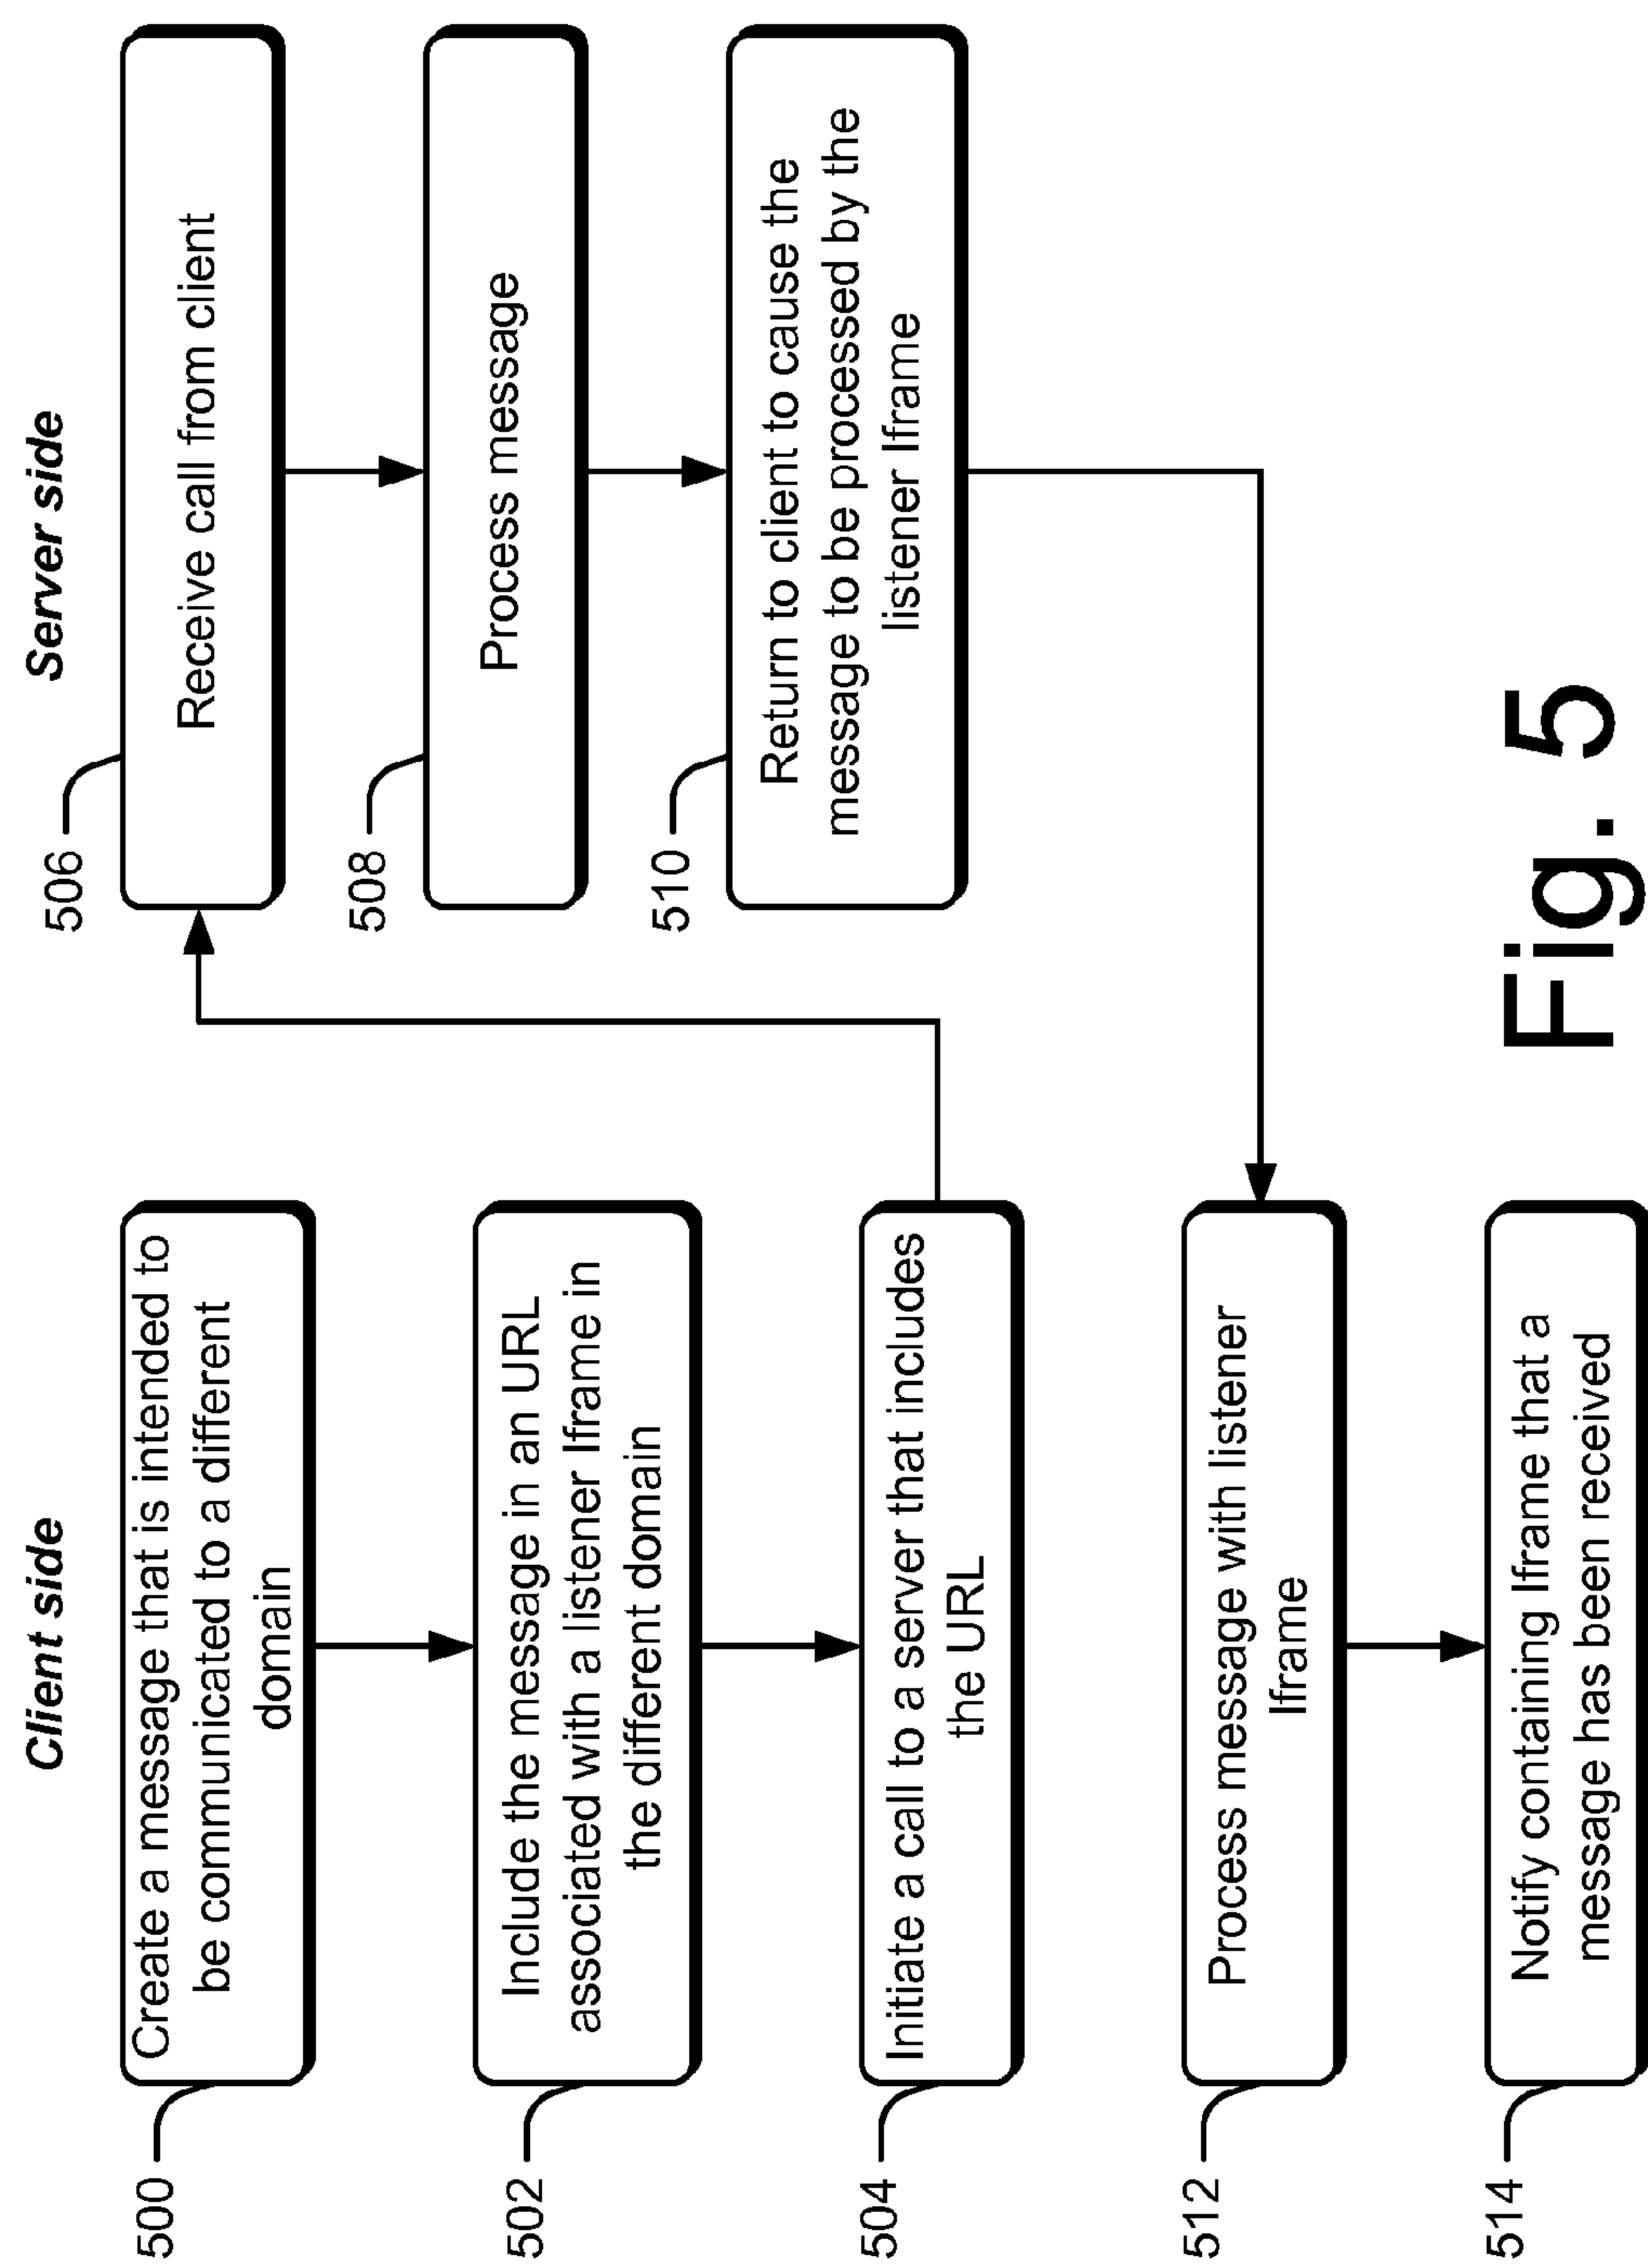 Client side
500
Create a message that is intended to
be communicated to a different
domain
502
Include the message in an URL
associated with a listener Iframe in
the different domain
504
Initiate a call to a server that includes
the URL
Server side
506
Receive call from client
508
Process message
510
Return to client to cause the
message to be processed by the
listener Iframe
512
Process message with listener
Iframe
514
Notify containing Iframe that a
message has been received
Fig. 5